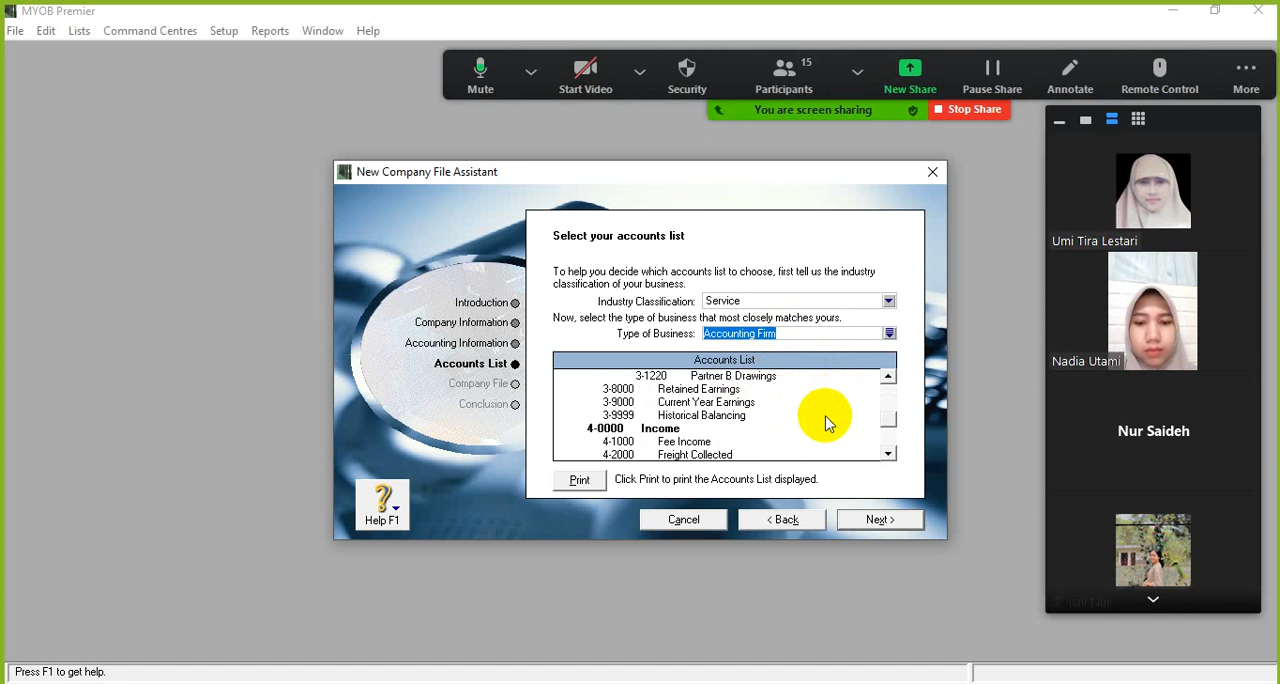 MYOB Premier
File Edit Lists Command Centres Setup Reports Window Help
Mute Start Video Security Participants 15 New Share Pause Share Annotate Remote Control More
You are screen sharing Stop Share
New Company File Assistant
Introduction
Company Information
Accounting Information
Accounts List
Company File
Conclusion
Help F1
Select your accounts list
To help you decide which accounts list to choose, first tell us the industry
classification of your business.
Industry Classification: Service
Now, select the type of business that most closely matches yours.
Type of Business: Accounting Firm
Accounts List
3-1220 Partner B Drawings
3-8000 Retained Earnings
3-9000 Current Year Earnings
3-9999 Historical Balancing
4-0000 Income
4-1000 Fee Income
4-2000 Freight Collected
Print Click Print to print the Accounts List displayed.
Cancel < Back Next >
Umi Tira Lestari
Nadia Utami
Nur Saideh
Press F1 to get help.